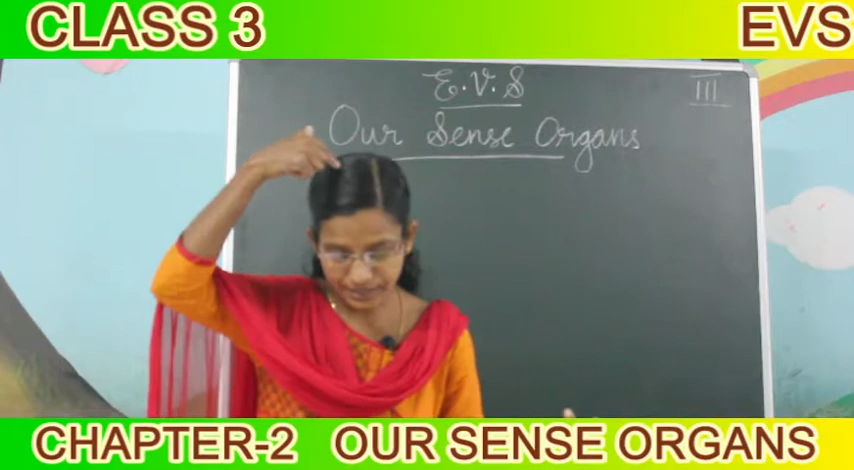 CLASS 3
EVS
E.V.S
III
Our Sense Organs
CHAPTER-2 OUR SENSE ORGANS